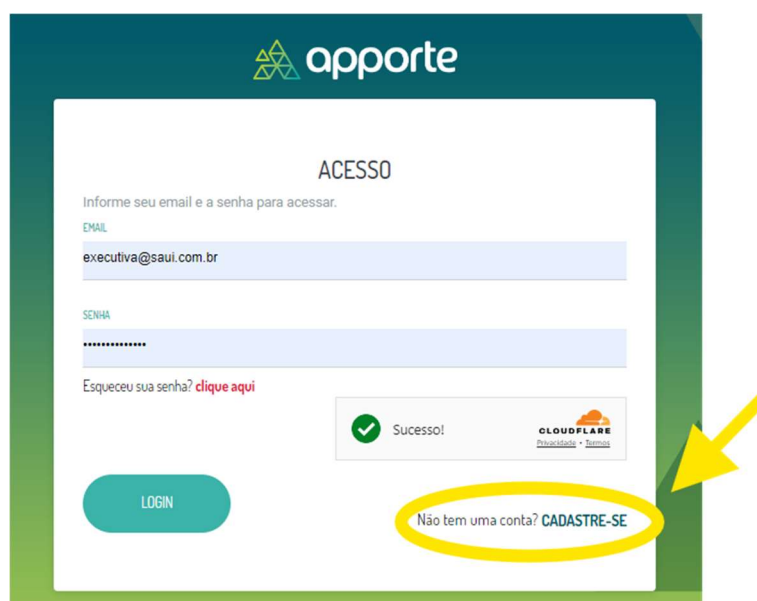 apporte
ACESSO
Informe seu email e a senha para acessar.
EMAIL
executiva@saui.com.br
SENHA
••••••••••••••
Esqueceu sua senha? clique aqui
Sucesso!
CLOUDFLARE
Privacidade • Termos
LOGIN
Não tem uma conta? CADASTRE-SE